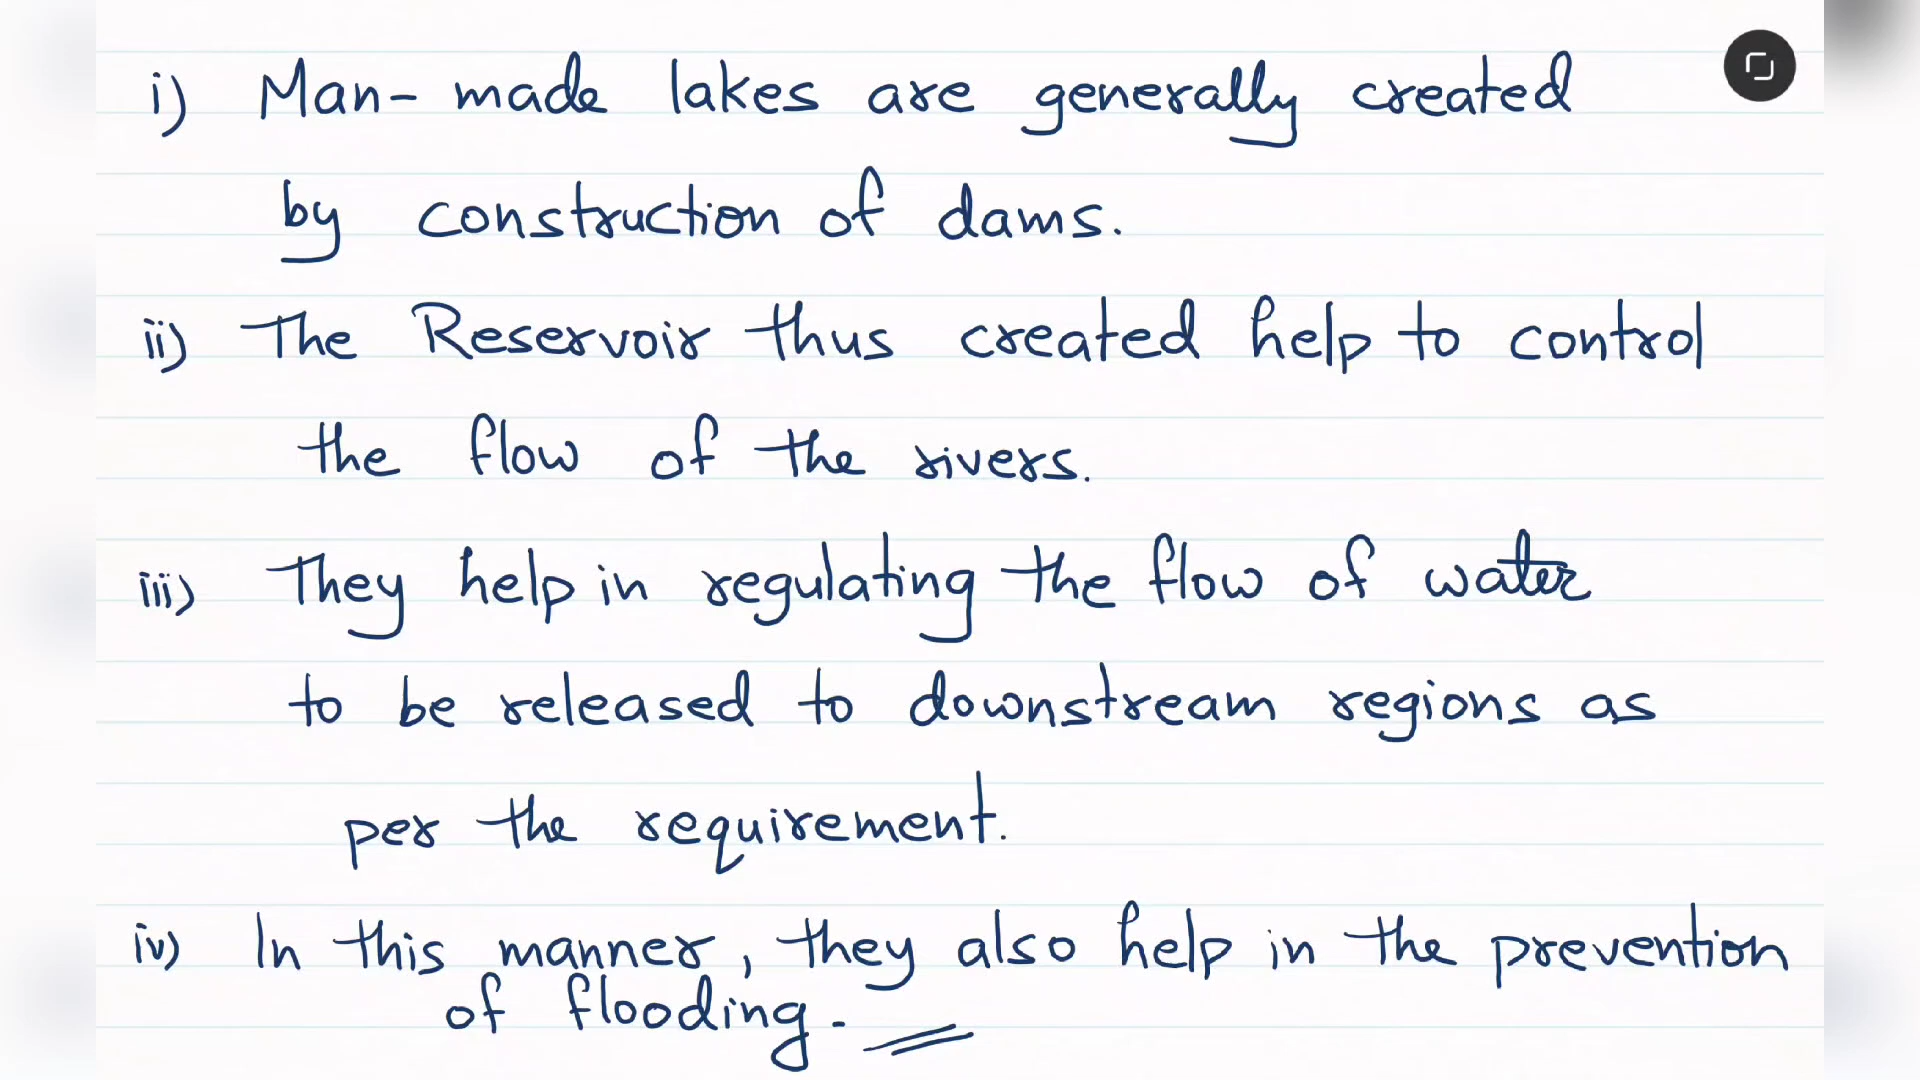 i) Man-made lakes are generally created
by construction of dams.
ii) The Reservoir thus created help to control
the flow of the rivers.
iii) They help in regulating the flow of water
to be released to downstream regions as
per the requirement.
iv) In this manner, they also help in the prevention
of flooding.